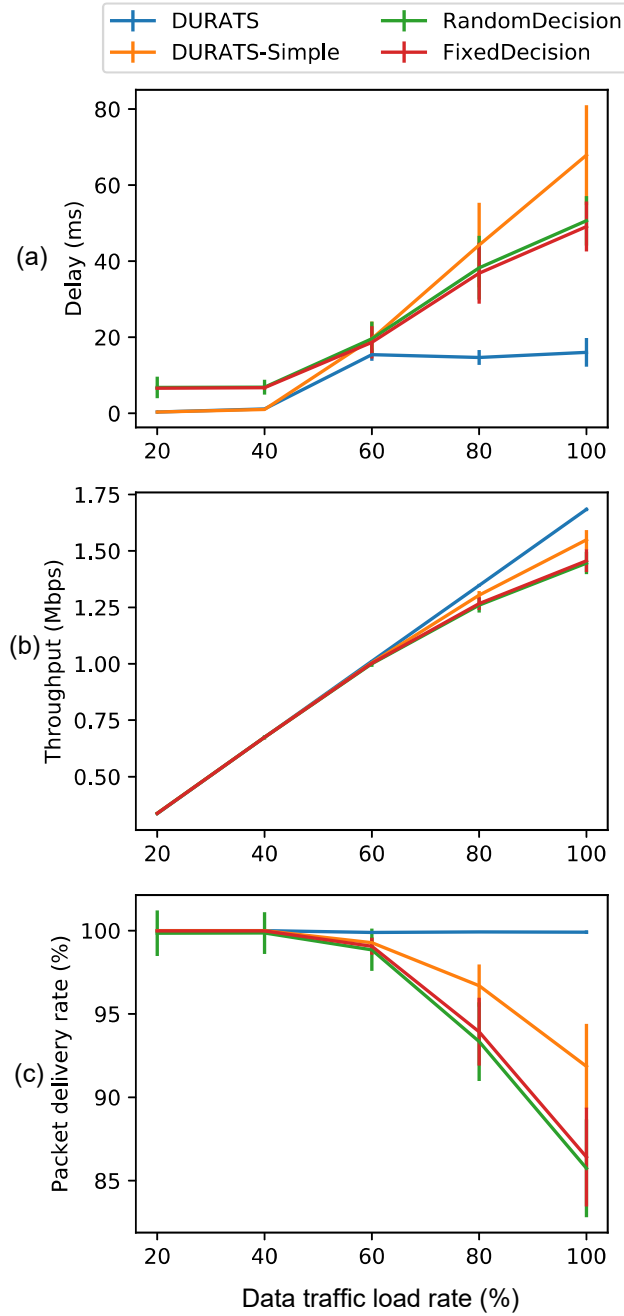 DURATS RandomDecision
DURATS-Simple FixedDecision
80
60
40
20
0
Delay (ms)
(a)
20 40 60 80 100
1.75
1.50
1.25
1.00
0.75
0.50
Throughput (Mbps)
(b)
20 40 60 80 100
100
95
90
85
Packet delivery rate (%)
(c)
20 40 60 80 100
Data traffic load rate (%)